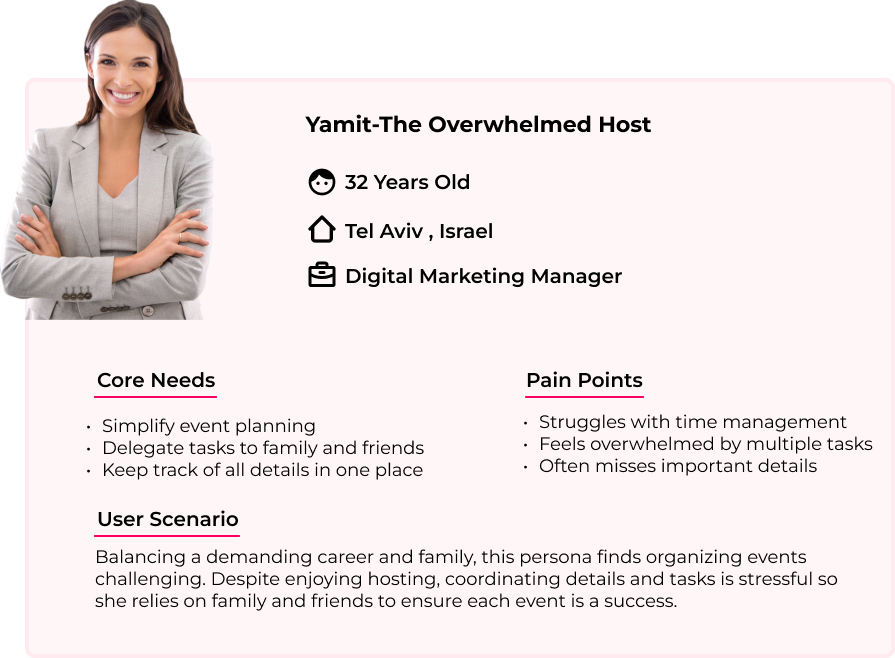 Yamit-The Overwhelmed Host
32 Years Old
Tel Aviv , Israel
Digital Marketing Manager
Core Needs
• Simplify event planning
• Delegate tasks to family and friends
• Keep track of all details in one place
Pain Points
• Struggles with time management
• Feels overwhelmed by multiple tasks
• Often misses important details
User Scenario
Balancing a demanding career and family, this persona finds organizing events
challenging. Despite enjoying hosting, coordinating details and tasks is stressful so
she relies on family and friends to ensure each event is a success.